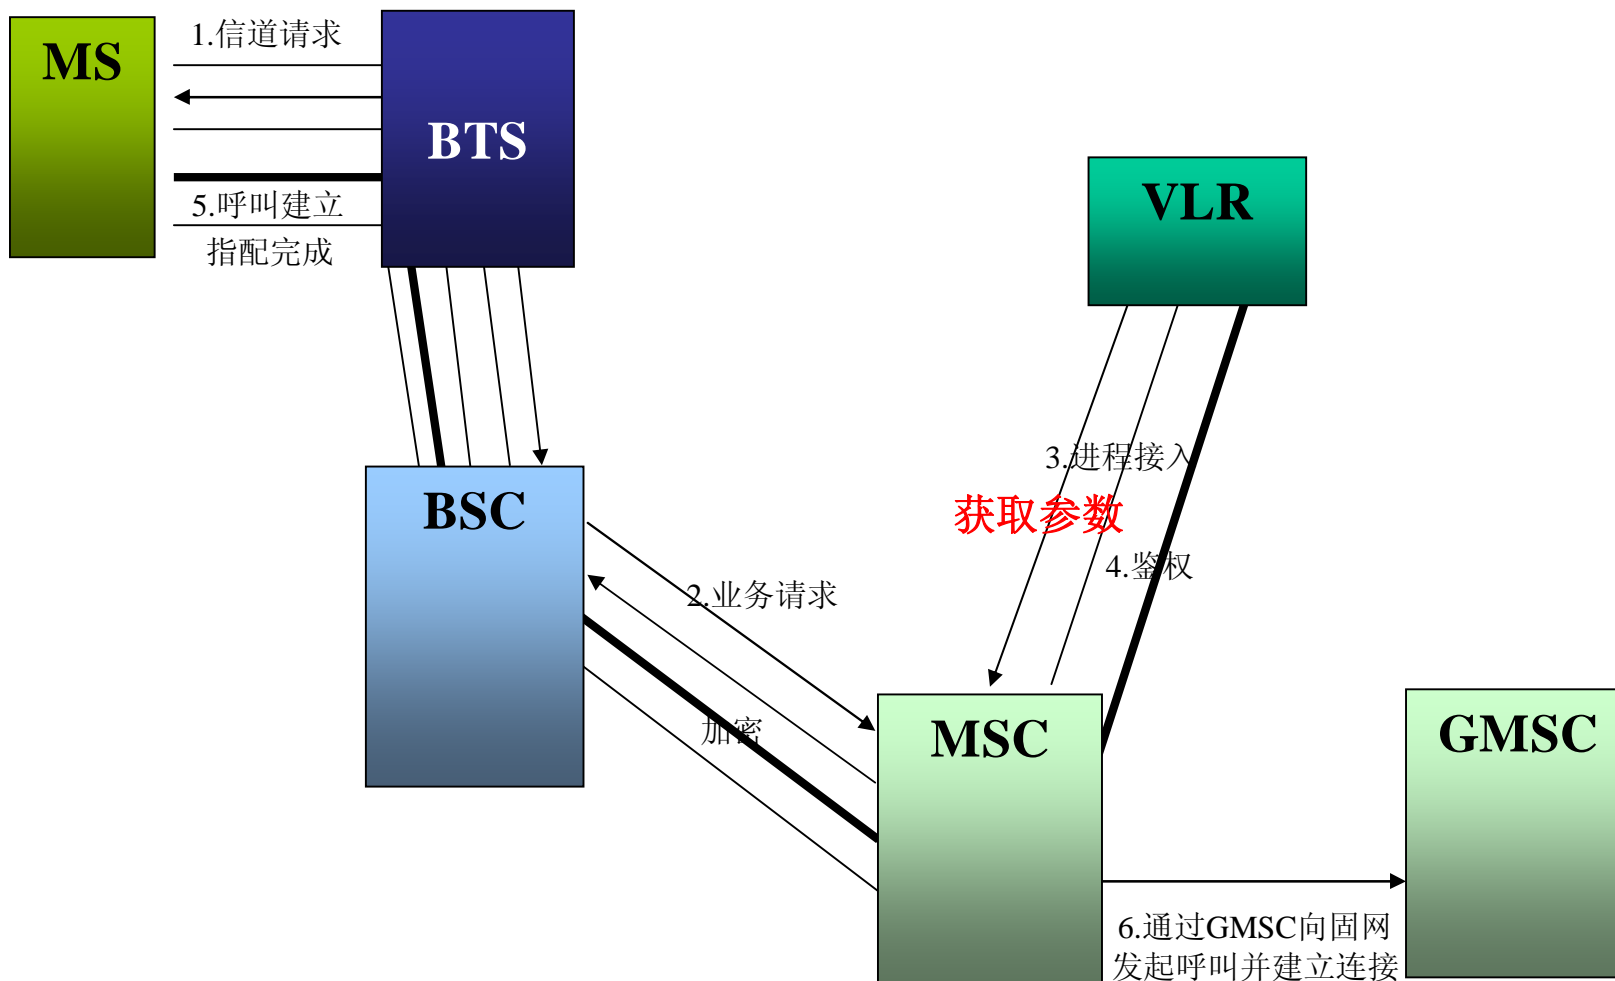 MS
1.信道请求
BTS
5.呼叫建立
指配完成
VLR
BSC
3.进程接入
获取参数
4.鉴权
2.业务请求
加密
MSC
GMSC
6.通过GMSC向固网
发起呼叫并建立连接